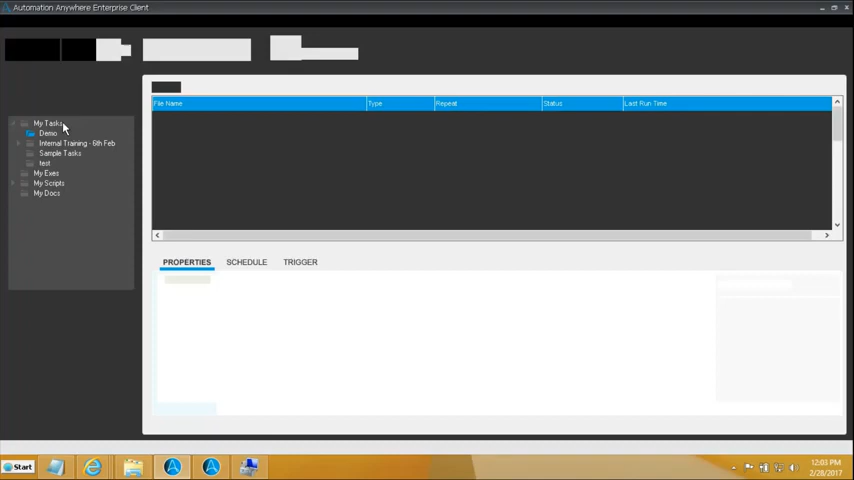 Automation Anywhere Enterprise Client
File Name Type Repeat Status Last Run Time
My Tasks
Demo
Internal Training - 6th Feb
Sample Tasks
test
My Exes
My Scripts
My Docs
PROPERTIES SCHEDULE TRIGGER
Start
12:03 PM
2/28/2017